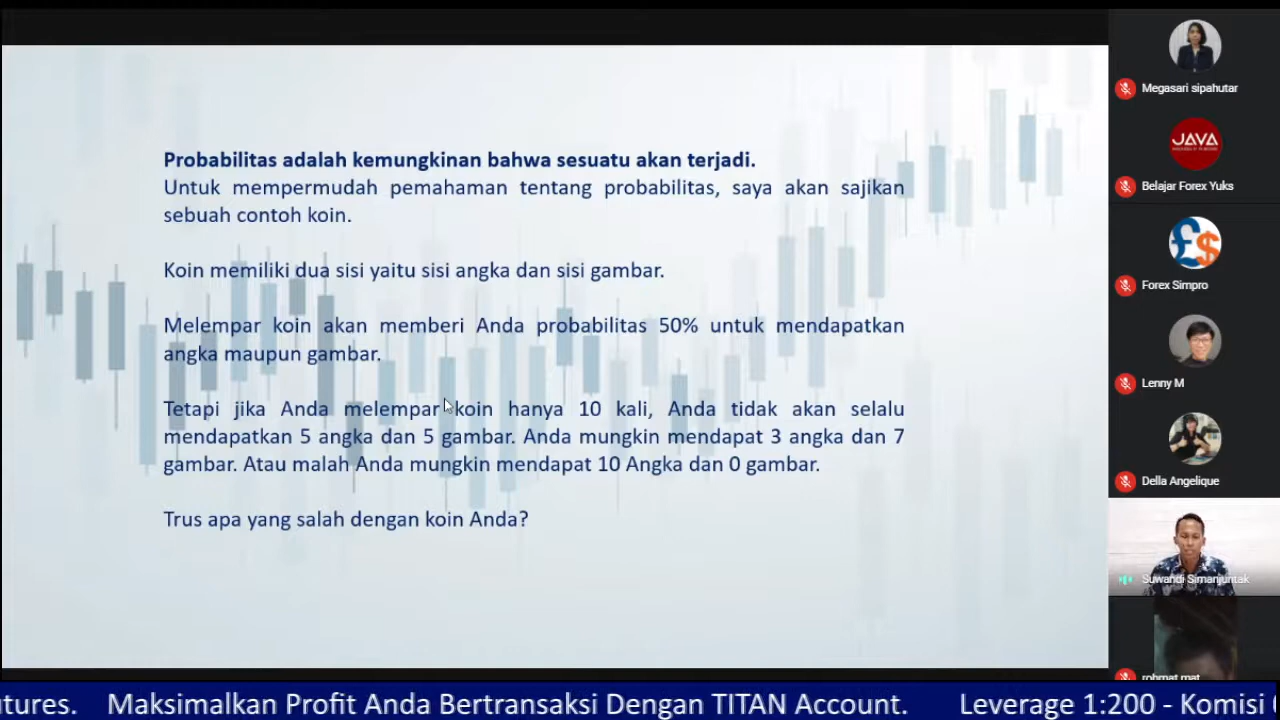 Probabilitas adalah kemungkinan bahwa sesuatu akan terjadi.
Untuk mempermudah pemahaman tentang probabilitas, saya akan sajikan
sebuah contoh koin.
Koin memiliki dua sisi yaitu sisi angka dan sisi gambar.
Melempar koin akan memberi Anda probabilitas 50% untuk mendapatkan
angka maupun gambar.
Tetapi jika Anda melempar koin hanya 10 kali, Anda tidak akan selalu
mendapatkan 5 angka dan 5 gambar. Anda mungkin mendapat 3 angka dan 7
gambar. Atau malah Anda mungkin mendapat 10 Angka dan 0 gambar.
Trus apa yang salah dengan koin Anda?
Megasari sipahutar
JAVA
Belajar Forex Yuks
£$
Forex Simpro
Lenny M
Della Angelique
Suwandi Simanjuntak
rohmat mat
utures. Maksimalkan Profit Anda Bertransaksi Dengan TITAN Account. Leverage 1:200 - Komisi